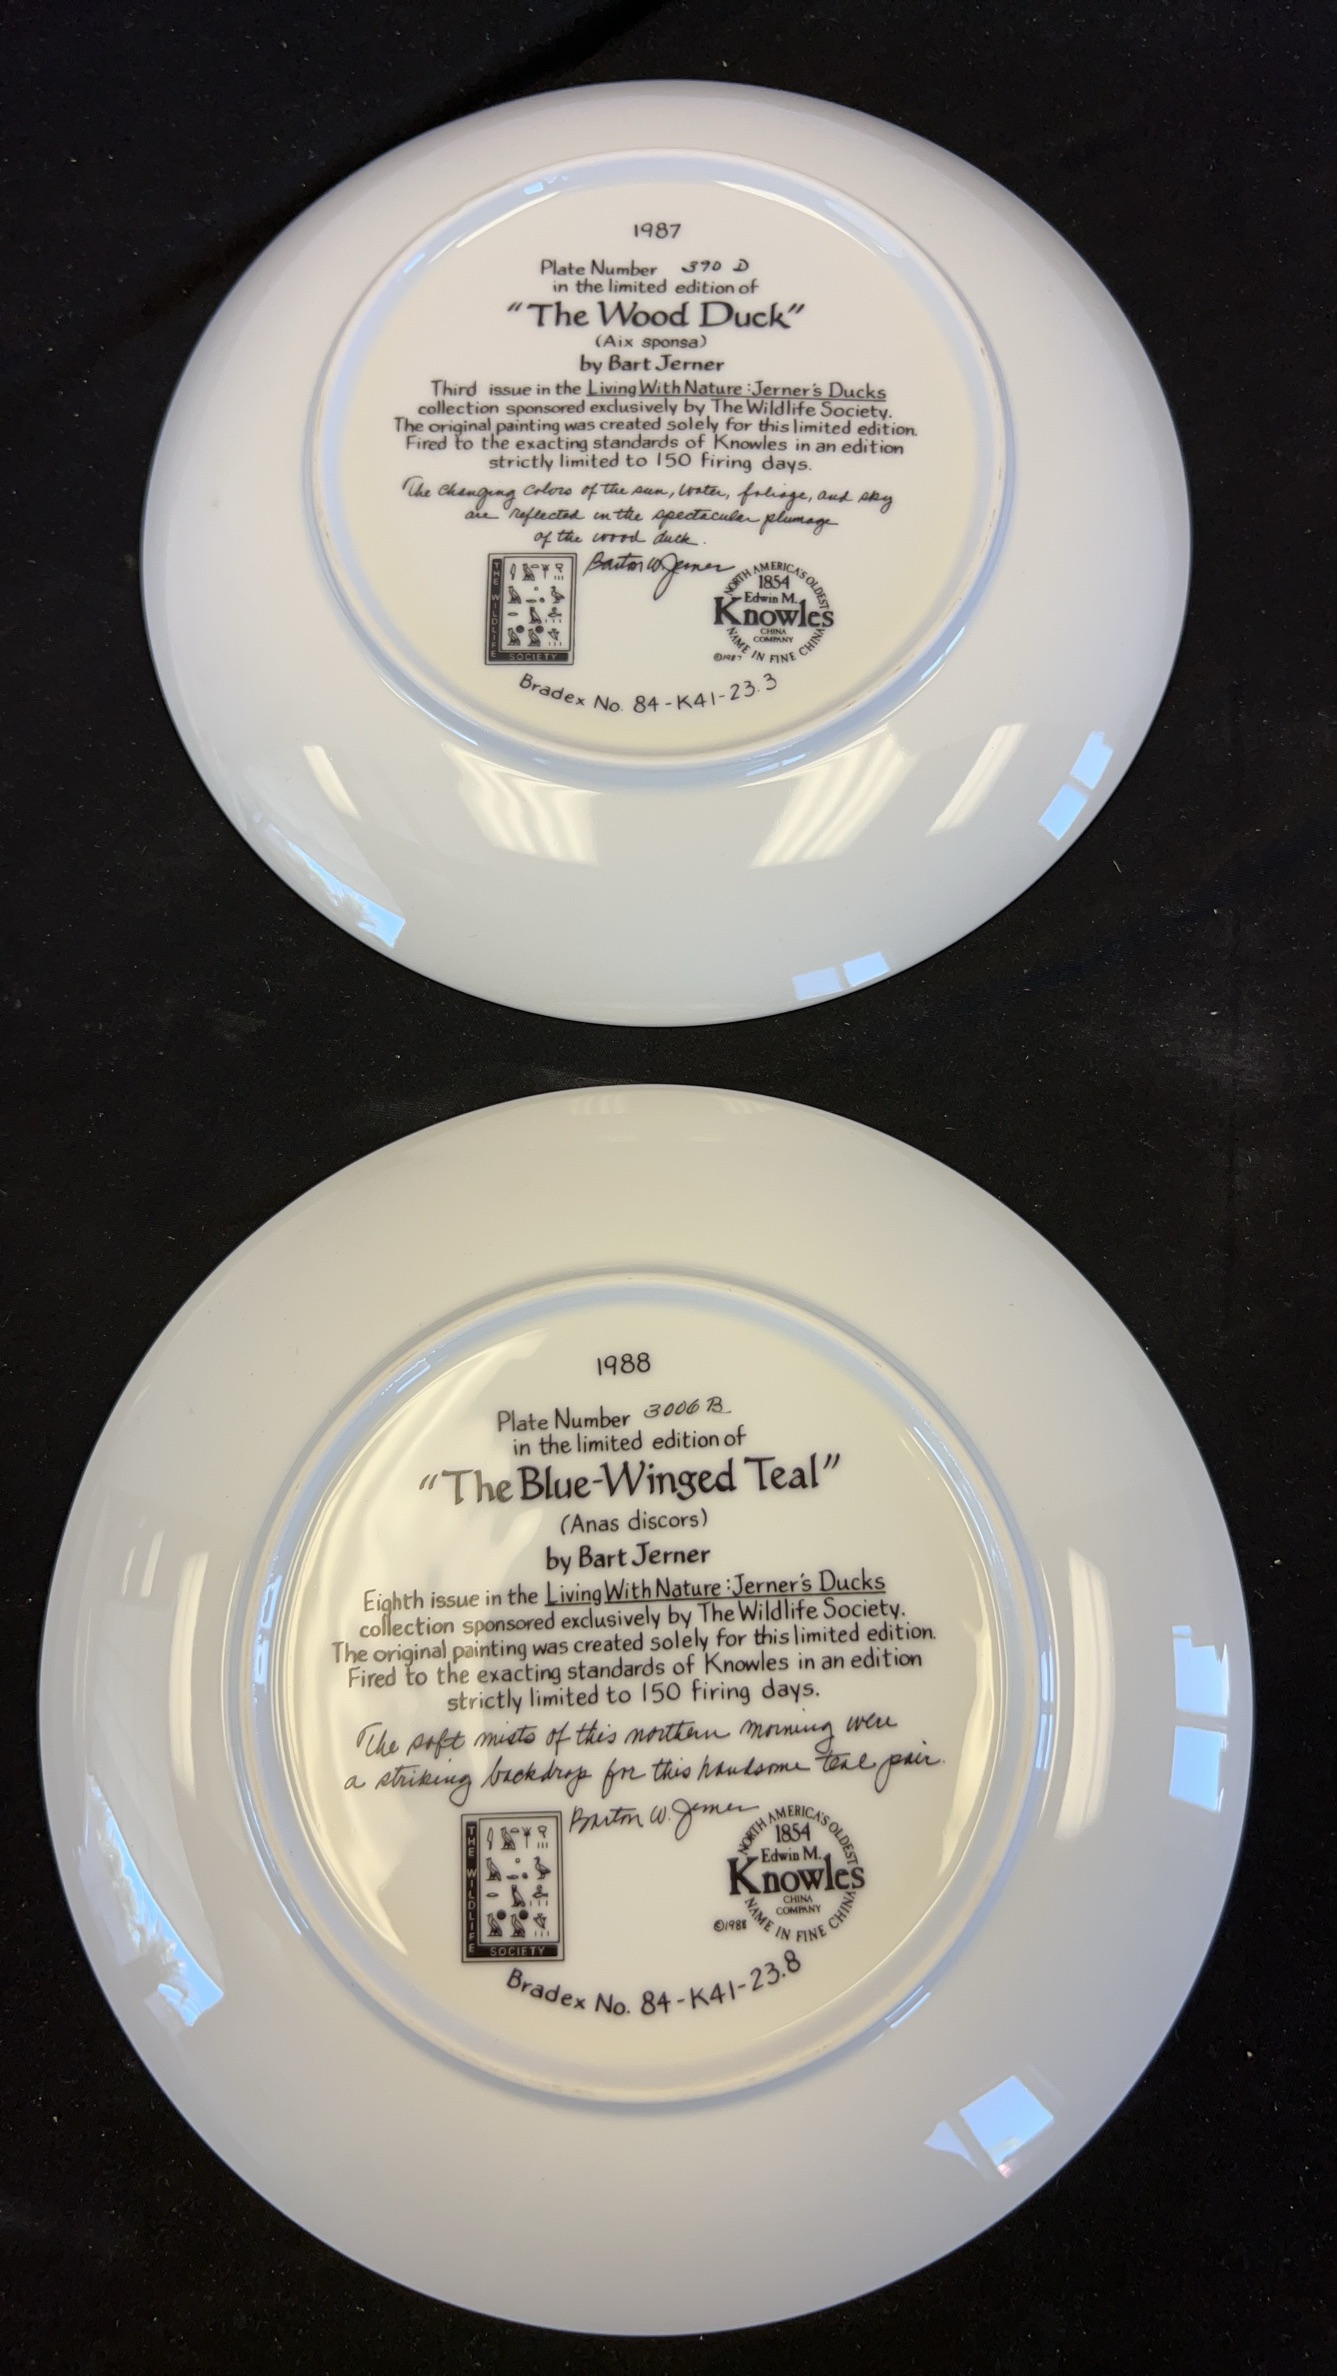 1987
Plate Number 390 D
in the limited edition of
"The Wood Duck"
(Aix sponsa)
by Bart Jerner
Third issue in the Living With Nature: Jerner's Ducks
collection sponsored exclusively by The Wildlife Society.
The original painting was created solely for this limited edition.
Fired to the exacting standards of Knowles in an edition
strictly limited to 150 firing days.
The changing colors of the sun, water, foliage, and sky
are reflected in the spectacular plumage
of the wood duck.
Barton W. Jerner
THE WILDLIFE
SOCIETY
NORTH AMERICA'S OLDEST
1854
Edwin M.
Knowles
CHINA
COMPANY
NAME IN FINE CHINA
©1987
Bradex No. 84-K41-23.3
1988
Plate Number 3006 B
in the limited edition of
"The Blue-Winged Teal"
(Anas discors)
by Bart Jerner
Eighth issue in the Living With Nature: Jerner's Ducks
collection sponsored exclusively by The Wildlife Society.
The original painting was created solely for this limited edition.
Fired to the exacting standards of Knowles in an edition
strictly limited to 150 firing days.
The soft mists of this northern morning were
a striking backdrop for this handsome teal pair.
Barton W. Jerner
THE WILDLIFE
SOCIETY
NORTH AMERICA'S OLDEST
1854
Edwin M.
Knowles
CHINA
COMPANY
NAME IN FINE CHINA
©1988
Bradex No. 84-K41-23.8